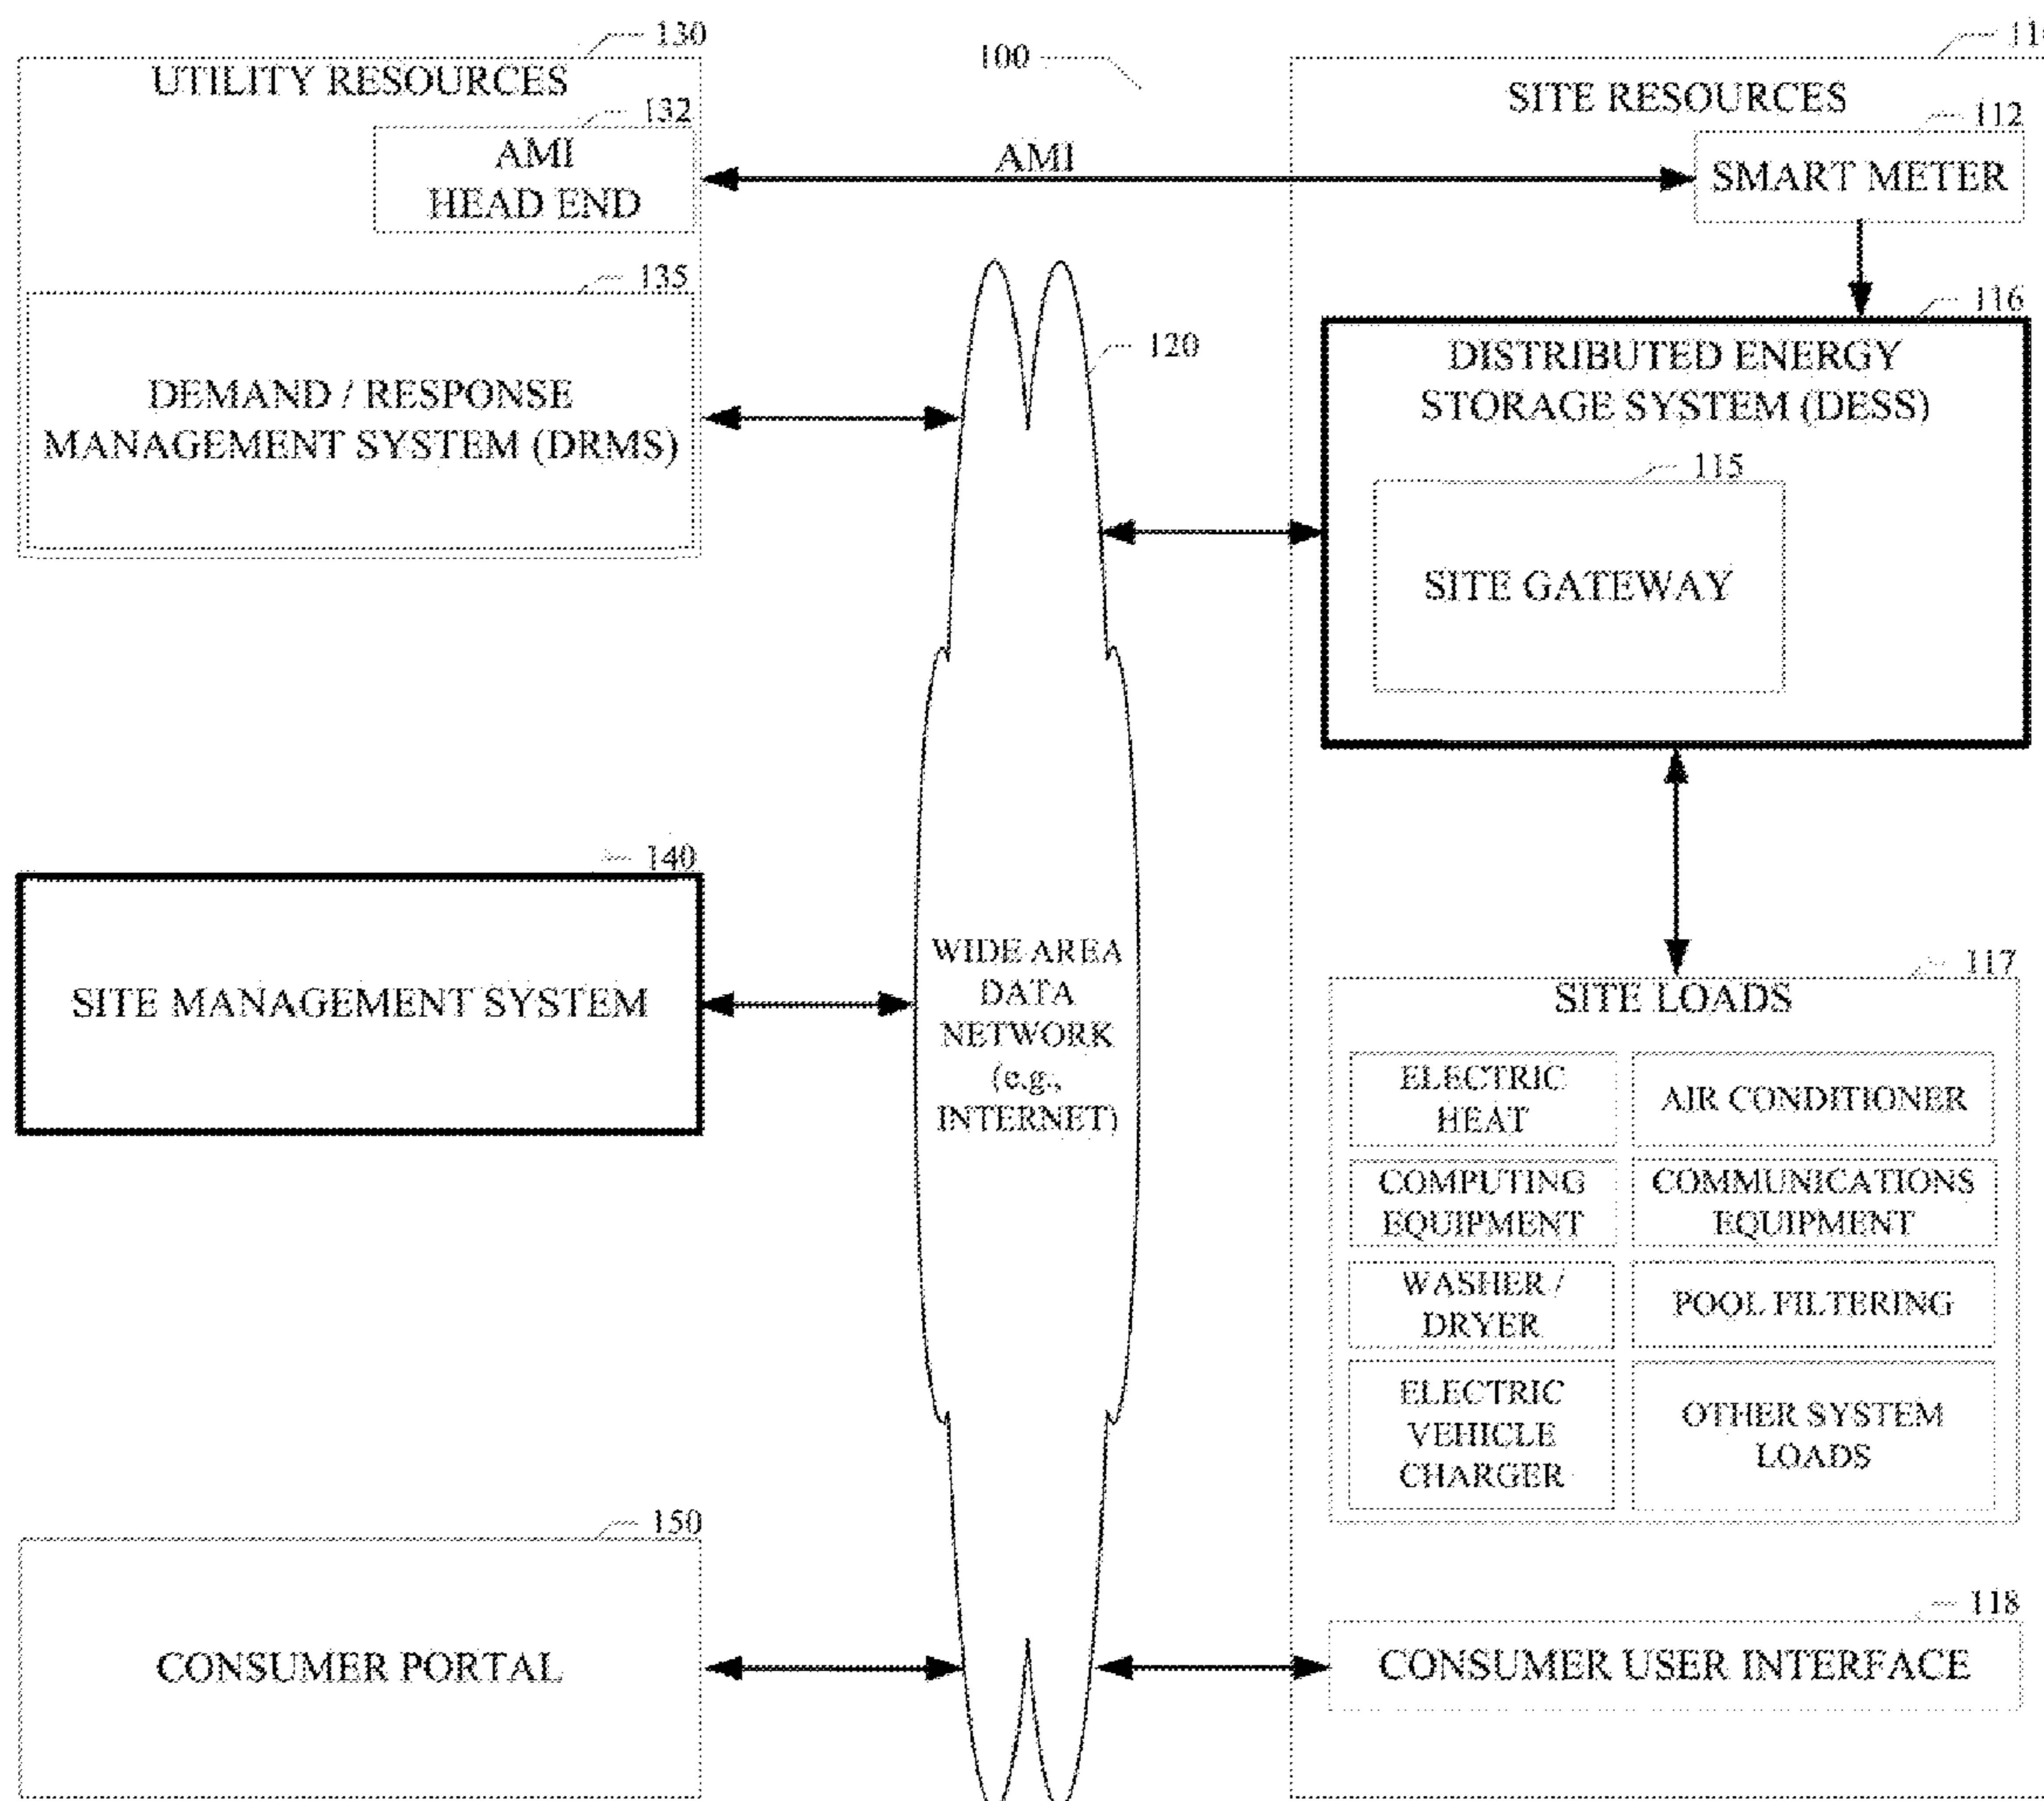 130
UTILITY RESOURCES
132
AMI
HEAD END
135
DEMAND / RESPONSE
MANAGEMENT SYSTEM (DRMS)
140
SITE MANAGEMENT SYSTEM
150
CONSUMER PORTAL
100
AMI
120
WIDE AREA
DATA
NETWORK
(e.g.,
INTERNET)
SITE RESOURCES
112
SMART METER
116
DISTRIBUTED ENERGY
STORAGE SYSTEM (DESS)
115
SITE GATEWAY
117
SITE LOADS
ELECTRIC
HEAT
AIR CONDITIONER
COMPUTING
EQUIPMENT
COMMUNICATIONS
EQUIPMENT
WASHER /
DRYER
POOL FILTERING
ELECTRIC
VEHICLE
CHARGER
OTHER SYSTEM
LOADS
118
CONSUMER USER INTERFACE